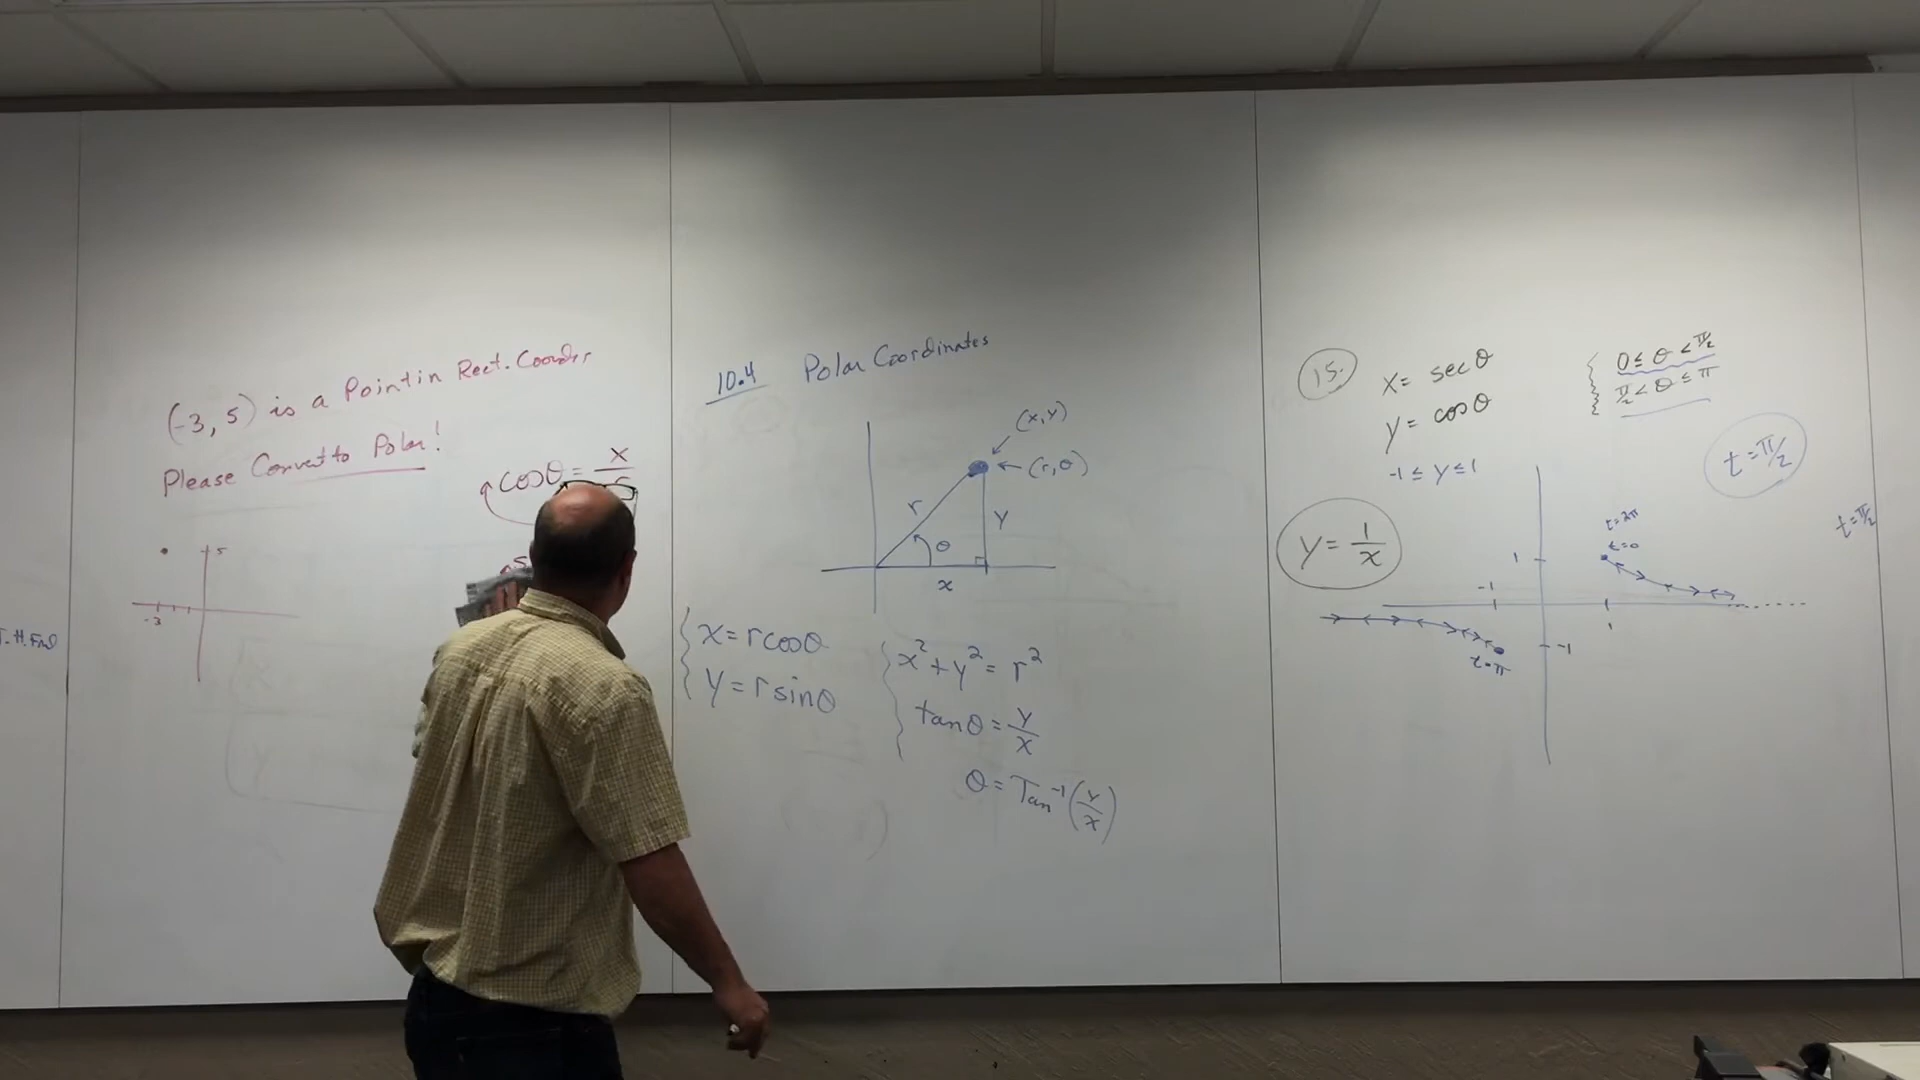 (-3, 5) is a Point in Rect. Coords,
Please Convert to Polar!
cosθ = x/
5
-3
T.H. Fnl
10.4 Polar Coordinates
(x,y)
(r,θ)
r
θ
y
x
x = r cosθ
y = r sinθ
x² + y² = r²
tanθ = y/x
θ = Tan⁻¹(y/x)
15.
x = secθ
y = cosθ
-1 ≤ y ≤ 1
0 ≤ θ < π/2
π/2 < θ ≤ π
t = π/2
y = 1/x
t = π/2
t=2π
t=0
1
-1
1
-1
t=π